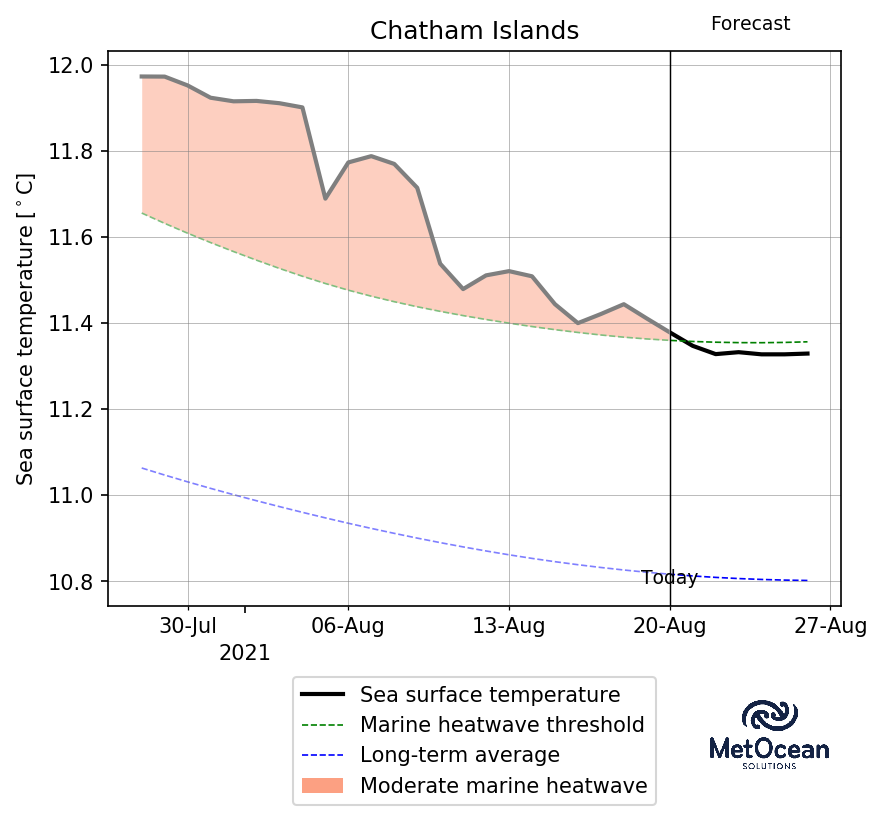 Forecast
Chatham Islands
Sea surface temperature [°C]
12.0
11.8
11.6
11.4
11.2
11.0
10.8
Today
30-Jul
06-Aug
13-Aug
20-Aug
27-Aug
2021
Sea surface temperature
Marine heatwave threshold
Long-term average
Moderate marine heatwave
MetOcean
SOLUTIONS